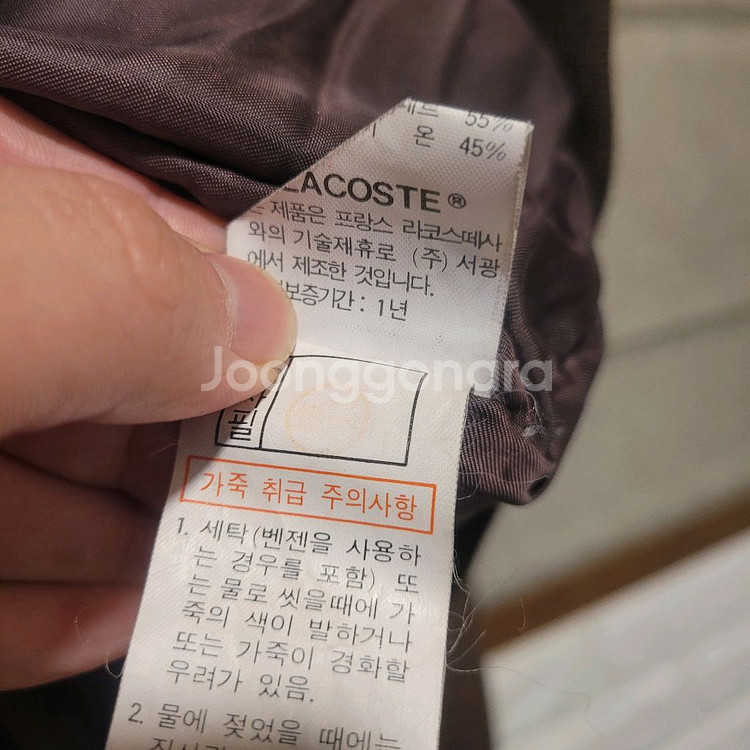 55%
온 45%
LACOSTE®
제품은 프랑스 라코스떼사
와의 기술제휴로 (주) 서광
에서 제조한 것입니다.
보증기간 : 1년
Joonggonara
필
가죽 취급 주의사항
1. 세탁(벤젠을 사용하
는 경우를 포함) 또
는 물로 씻을때에 가
죽의 색이 발하거나
또는 가죽이 경화할
우려가 있음.
2. 물에 젖었을 때에는